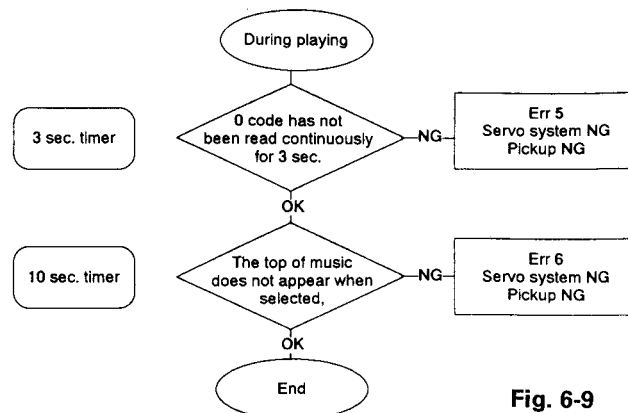 During playing
3 sec. timer
0 code has not
been read continuously
for 3 sec.
NG
Err 5
Servo system NG
Pickup NG
OK
10 sec. timer
The top of music
does not appear when
selected,
NG
Err 6
Servo system NG
Pickup NG
OK
End
Fig. 6-9